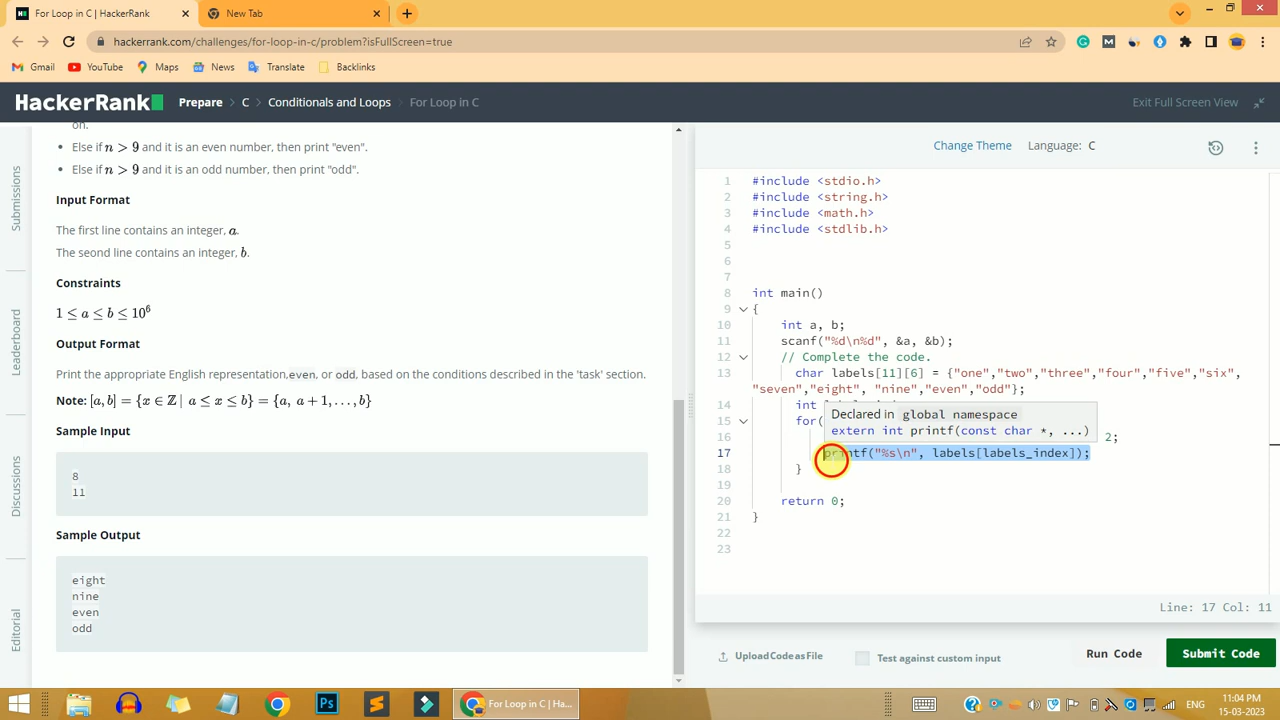 For Loop in C | HackerRank
New Tab
hackerrank.com/challenges/for-loop-in-c/problem?isFullScreen=true
Gmail
YouTube
Maps
News
Translate
Backlinks
HackerRank
Prepare > C > Conditionals and Loops > For Loop in C
Exit Full Screen View
Submissions
Leaderboard
Discussions
Editorial
on.
Else if n > 9 and it is an even number, then print "even".
Else if n > 9 and it is an odd number, then print "odd".
Input Format
The first line contains an integer, a.
The seond line contains an integer, b.
Constraints
1 ≤ a ≤ b ≤ 10⁶
Output Format
Print the appropriate English representation,even, or odd, based on the conditions described in the 'task' section.
Note: [a, b] = {x ∈ ℤ | a ≤ x ≤ b} = {a, a + 1, . . . , b}
Sample Input
8
11
Sample Output
eight
nine
even
odd
Change Theme
Language: C
1 #include <stdio.h>
2 #include <string.h>
3 #include <math.h>
4 #include <stdlib.h>
5
6
7
8 int main()
9 {
10 int a, b;
11 scanf("%d\n%d", &a, &b);
12 // Complete the code.
13 char labels[11][6] = {"one","two","three","four","five","six",
"seven","eight", "nine","even","odd"};
14 int
15 for(
16 2;
17 printf("%s\n", labels[labels_index]);
18 }
19
20 return 0;
21 }
22
23
Declared in global namespace
extern int printf(const char *, ...)
Line: 17 Col: 11
Upload Code as File
Test against custom input
Run Code
Submit Code
For Loop in C | Ha...
ENG
11:04 PM
15-03-2023